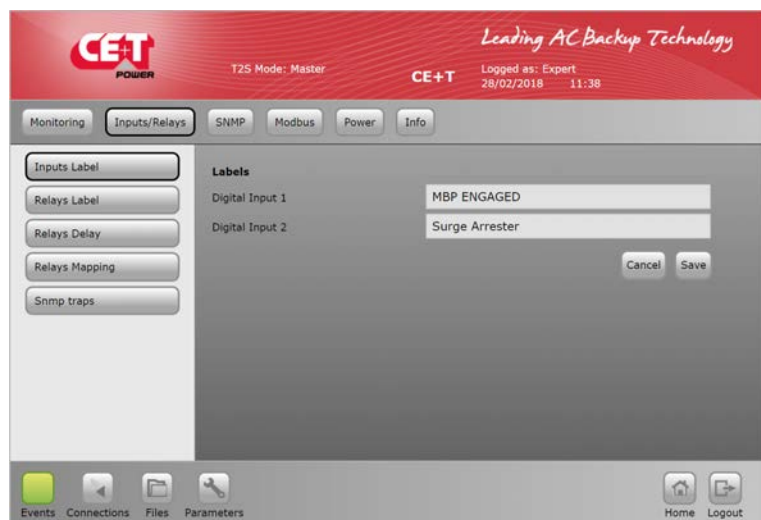 CE+T
POWER
Leading AC Backup Technology
T2S Mode: Master
CE+T
Logged as: Expert
28/02/2018 11:38
Monitoring Inputs/Relays SNMP Modbus Power Info
Inputs Label
Relays Label
Relays Delay
Relays Mapping
Snmp traps
Labels
Digital Input 1 MBP ENGAGED
Digital Input 2 Surge Arrester
Cancel Save
Events Connections Files Parameters Home Logout